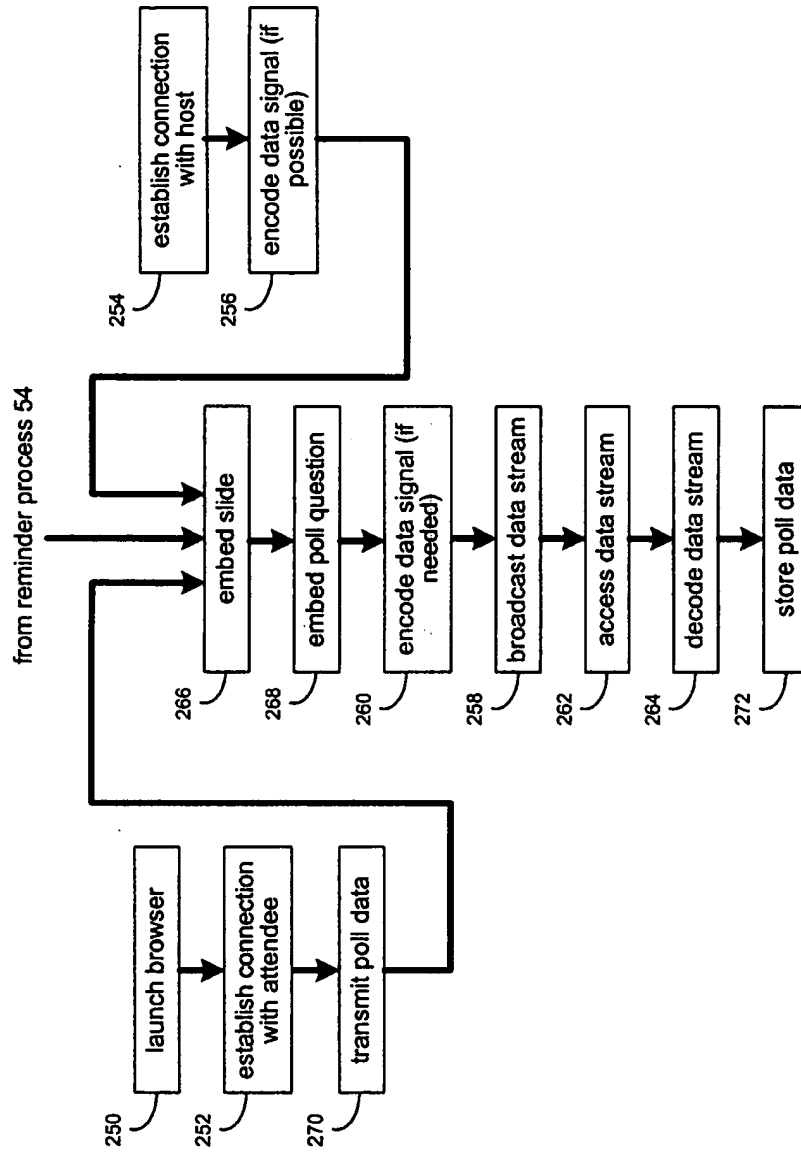 from reminder process 54
250
launch browser
252
establish connection
with attendee
270
transmit poll data
266
embed slide
268
embed poll question
260
encode data signal (if
needed)
258
broadcast data stream
262
access data stream
264
decode data stream
272
store poll data
254
establish connection
with host
256
encode data signal (if
possible)